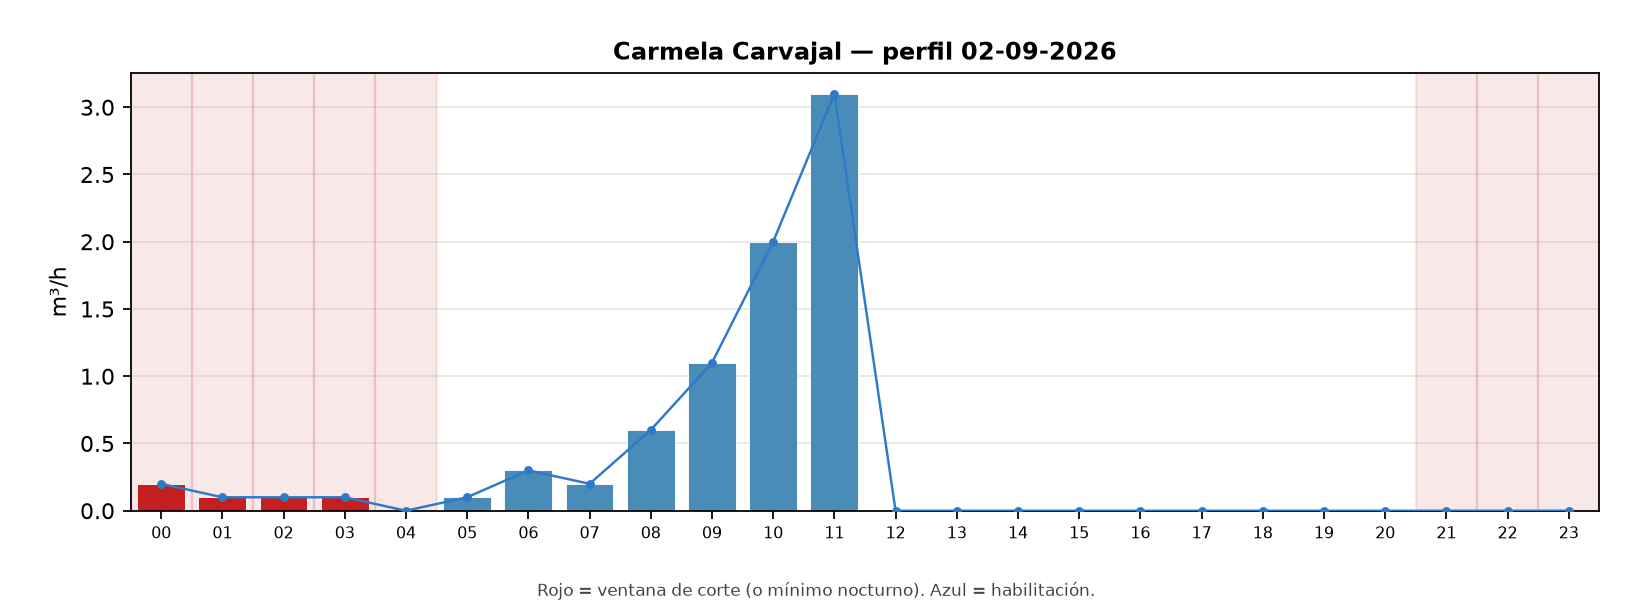 Carmela Carvajal — perfil 02-09-2026
m³/h
3.0
2.5
2.0
1.5
1.0
0.5
0.0
00 01 02 03 04 05 06 07 08 09 10 11 12 13 14 15 16 17 18 19 20 21 22 23
Rojo = ventana de corte (o mínimo nocturno). Azul = habilitación.